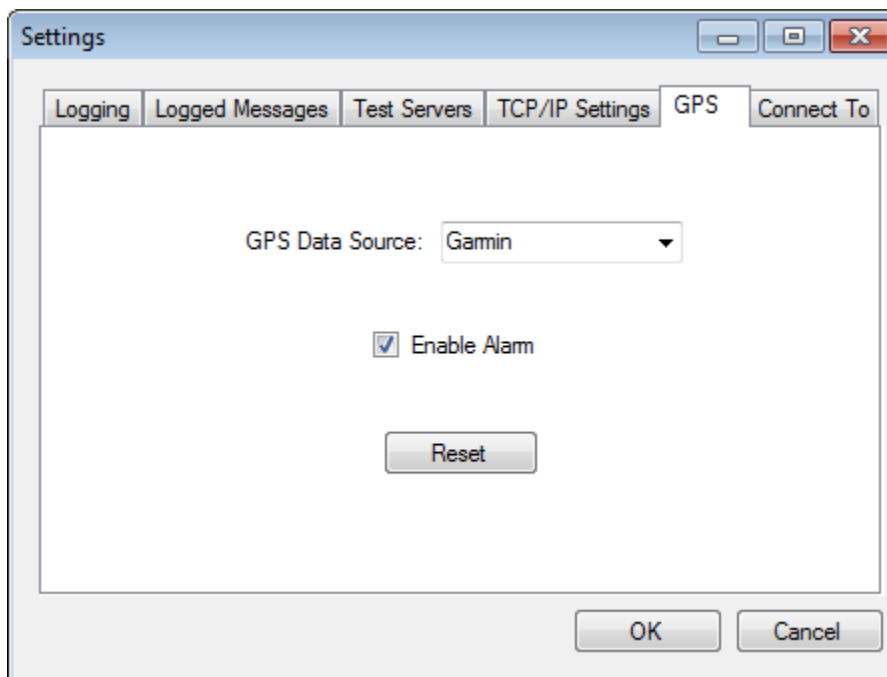 Settings
Logging Logged Messages Test Servers TCP/IP Settings GPS Connect To
GPS Data Source: Garmin
Enable Alarm
Reset
OK Cancel